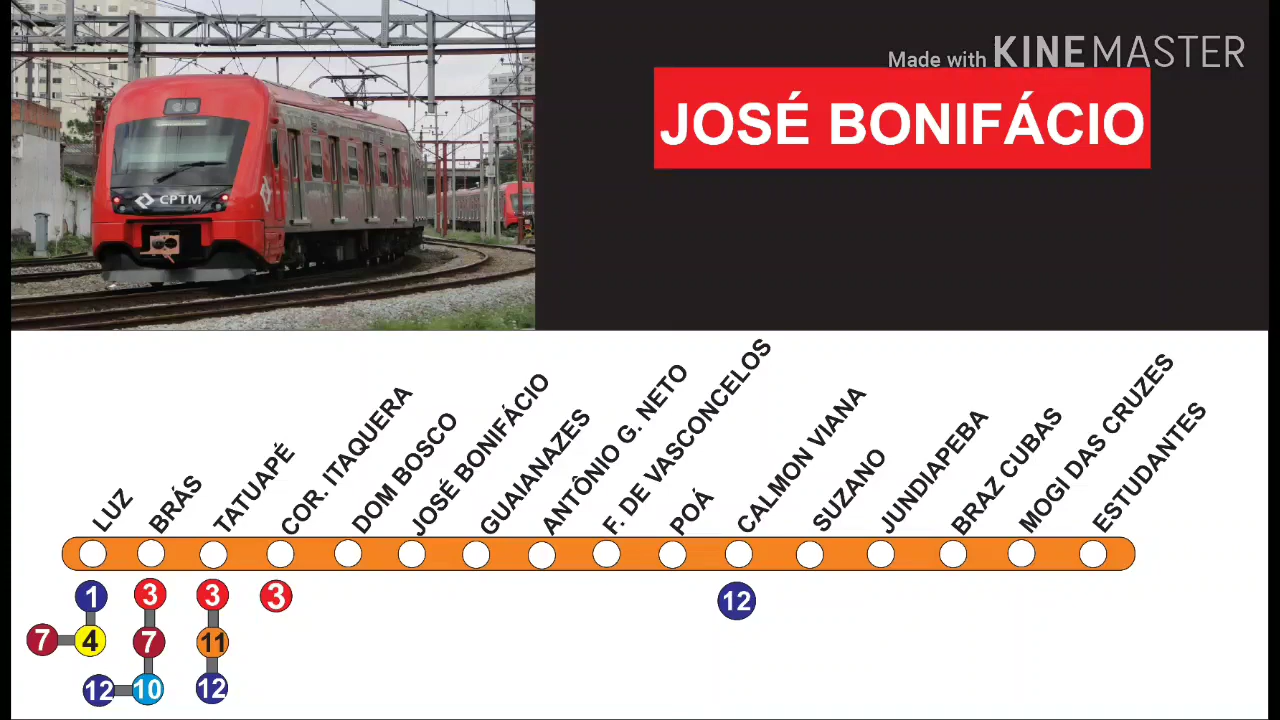 Made with KINEMASTER
JOSÉ BONIFÁCIO
CPTM
LUZ
BRÁS
TATUAPÉ
COR. ITAQUERA
DOM BOSCO
JOSÉ BONIFÁCIO
GUAIANAZES
ANTÔNIO G. NETO
F. DE VASCONCELOS
POÁ
CALMON VIANA
SUZANO
JUNDIAPEBA
BRAZ CUBAS
MOGI DAS CRUZES
ESTUDANTES
1 3 3 3 12
7 4 7 11
12 10 12